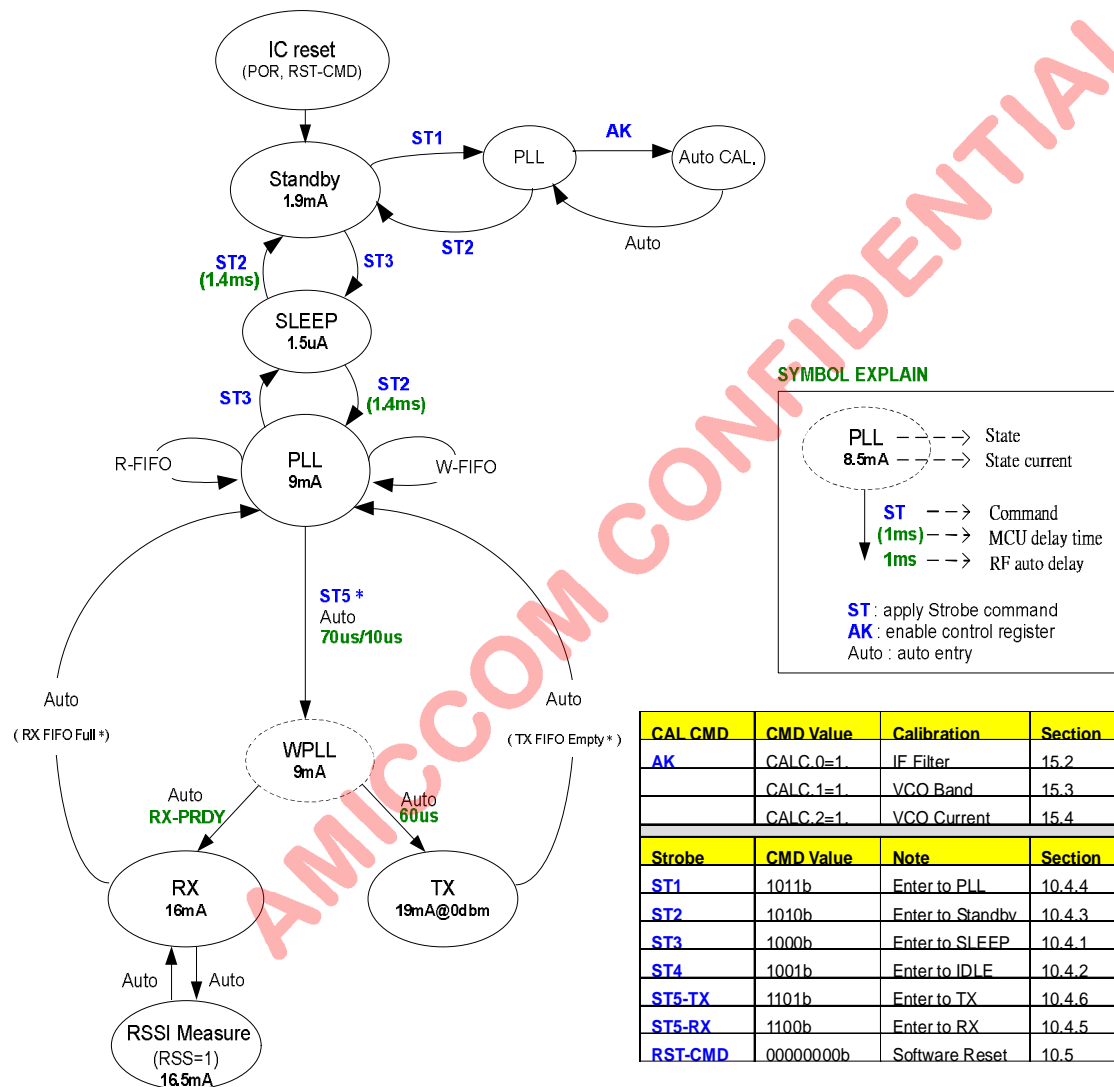 IC reset
(POR, RST-CMD)
ST1
AK
PLL
Auto CAL.
Standby
1.9mA
ST2
Auto
ST2
(1.4ms)
ST3
SLEEP
1.5uA
ST3
ST2
(1.4ms)
R-FIFO
PLL
9mA
W-FIFO
ST5 *
Auto
70us/10us
Auto
( RX FIFO Full *)
Auto
( TX FIFO Empty * )
WPLL
9mA
Auto
RX-PRDY
Auto
60us
RX
16mA
TX
19mA@0dbm
Auto
Auto
RSSI Measure
(RSS=1)
16.5mA
SYMBOL EXPLAIN
PLL
8.5mA
State
State current
ST
(1ms)
1ms
Command
MCU delay time
RF auto delay
ST : apply Strobe command
AK : enable control register
Auto : auto entry
CAL CMD CMD Value Calibration Section
AK CALC.0=1. IF Filter 15.2
CALC.1=1. VCO Band 15.3
CALC.2=1. VCO Current 15.4
Strobe CMD Value Note Section
ST1 1011b Enter to PLL 10.4.4
ST2 1010b Enter to Standby 10.4.3
ST3 1000b Enter to SLEEP 10.4.1
ST4 1001b Enter to IDLE 10.4.2
ST5-TX 1101b Enter to TX 10.4.6
ST5-RX 1100b Enter to RX 10.4.5
RST-CMD 00000000b Software Reset 10.5
AMICCOM CONFIDENTIAL